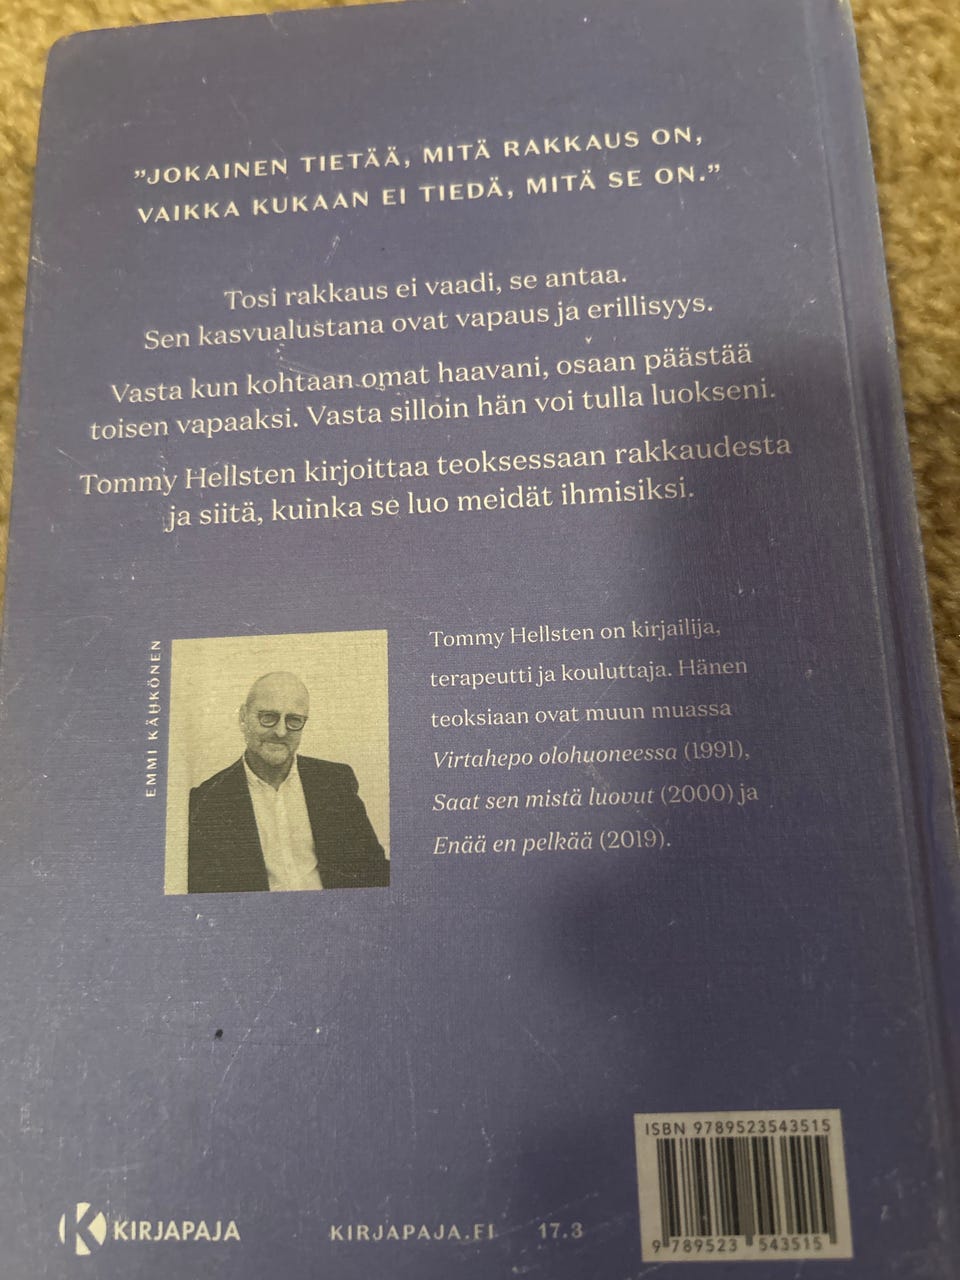 ”JOKAINEN TIETÄÄ, MITÄ RAKKAUS ON,
VAIKKA KUKAAN EI TIEDÄ, MITÄ SE ON.”
Tosi rakkaus ei vaadi, se antaa.
Sen kasvualustana ovat vapaus ja erillisyys.
Vasta kun kohtaan omat haavani, osaan päästää
toisen vapaaksi. Vasta silloin hän voi tulla luokseni.
Tommy Hellsten kirjoittaa teoksessaan rakkaudesta
ja siitä, kuinka se luo meidät ihmisiksi.
EMMI KÄHKÖNEN
Tommy Hellsten on kirjailija,
terapeutti ja kouluttaja. Hänen
teoksiaan ovat muun muassa
Virtahepo olohuoneessa (1991),
Saat sen mistä luovut (2000) ja
Enää en pelkää (2019).
ISBN 9789523543515
9 789523 543515
K KIRJAPAJA
KIRJAPAJA.FI
17.3